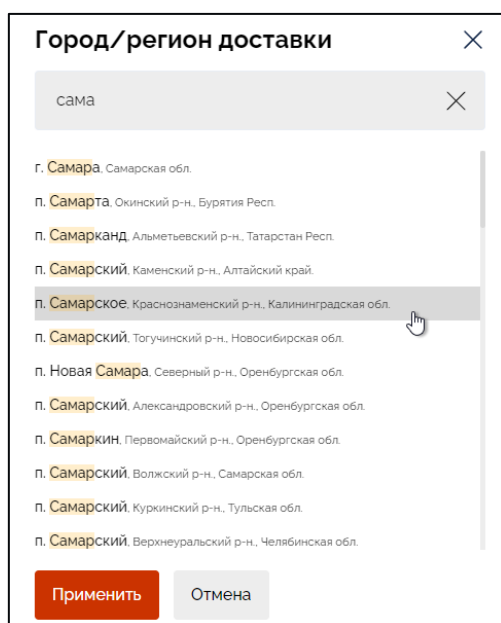 Город/регион доставки
сама
г. Самара, Самарская обл.
п. Самарта, Окинский р-н., Бурятия Респ.
п. Самарканд, Альметьевский р-н., Татарстан Респ.
п. Самарский, Каменский р-н., Алтайский край.
п. Самарское, Краснознаменский р-н., Калининградская обл.
п. Самарский, Тогучинский р-н., Новосибирская обл.
п. Новая Самара, Северный р-н., Оренбургская обл.
п. Самарский, Александровский р-н., Оренбургская обл.
п. Самаркин, Первомайский р-н., Оренбургская обл.
п. Самарский, Волжский р-н., Самарская обл.
п. Самарский, Куркинский р-н., Тульская обл.
п. Самарский, Верхнеуральский р-н., Челябинская обл.
Применить Отмена